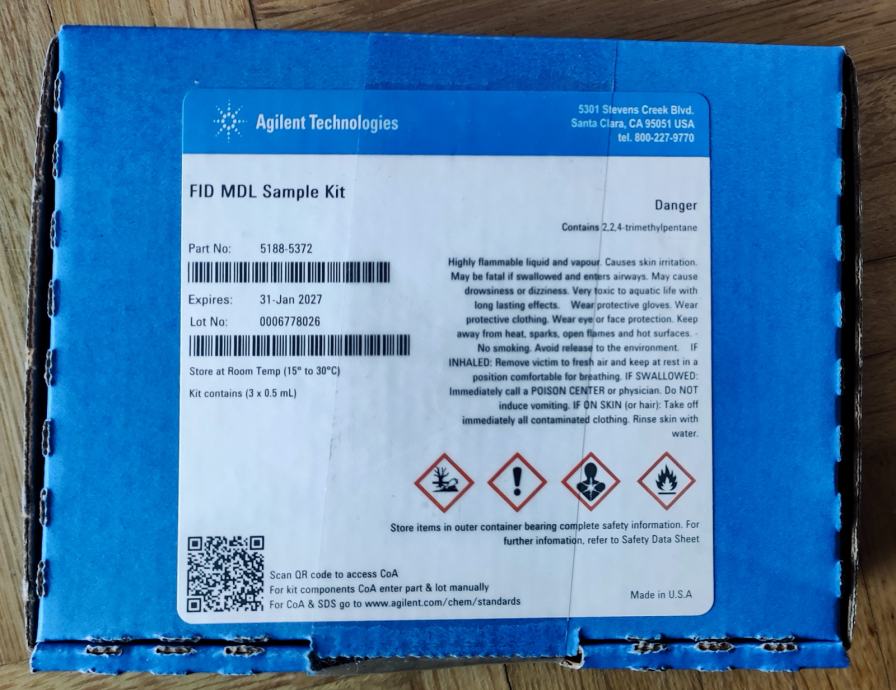 Agilent Technologies
5301 Stevens Creek Blvd.
Santa Clara, CA 95051 USA
tel. 800-227-9770
FID MDL Sample Kit
Part No: 5188-5372
Expires: 31-Jan 2027
Lot No: 0006778026
Store at Room Temp (15° to 30°C)
Kit contains (3 x 0.5 mL)
Danger
Contains 2,2,4-trimethylpentane
Highly flammable liquid and vapour. Causes skin irritation.
May be fatal if swallowed and enters airways. May cause
drowsiness or dizziness. Very toxic to aquatic life with
long lasting effects. Wear protective gloves. Wear
protective clothing. Wear eye or face protection. Keep
away from heat, sparks, open flames and hot surfaces. -
No smoking. Avoid release to the environment. IF
INHALED: Remove victim to fresh air and keep at rest in a
position comfortable for breathing. IF SWALLOWED:
Immediately call a POISON CENTER or physician. Do NOT
induce vomiting. IF ON SKIN (or hair): Take off
immediately all contaminated clothing. Rinse skin with
water.
Store items in outer container bearing complete safety information. For
further infomation, refer to Safety Data Sheet
Scan QR code to access CoA
For kit components CoA enter part & lot manually
For CoA & SDS go to www.agilent.com/chem/standards
Made in U.S.A